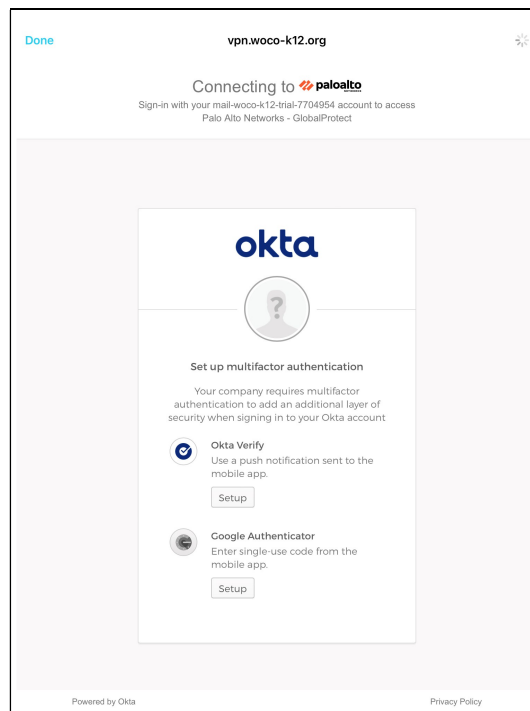 Done
vpn.woco-k12.org
Connecting to paloalto
NETWORKS
Sign-in with your mail-woco-k12-trial-7704954 account to access
Palo Alto Networks - GlobalProtect
okta
?
Set up multifactor authentication
Your company requires multifactor
authentication to add an additional layer of
security when signing in to your Okta account
Okta Verify
Use a push notification sent to the
mobile app.
Setup
Google Authenticator
Enter single-use code from the
mobile app.
Setup
Powered by Okta
Privacy Policy